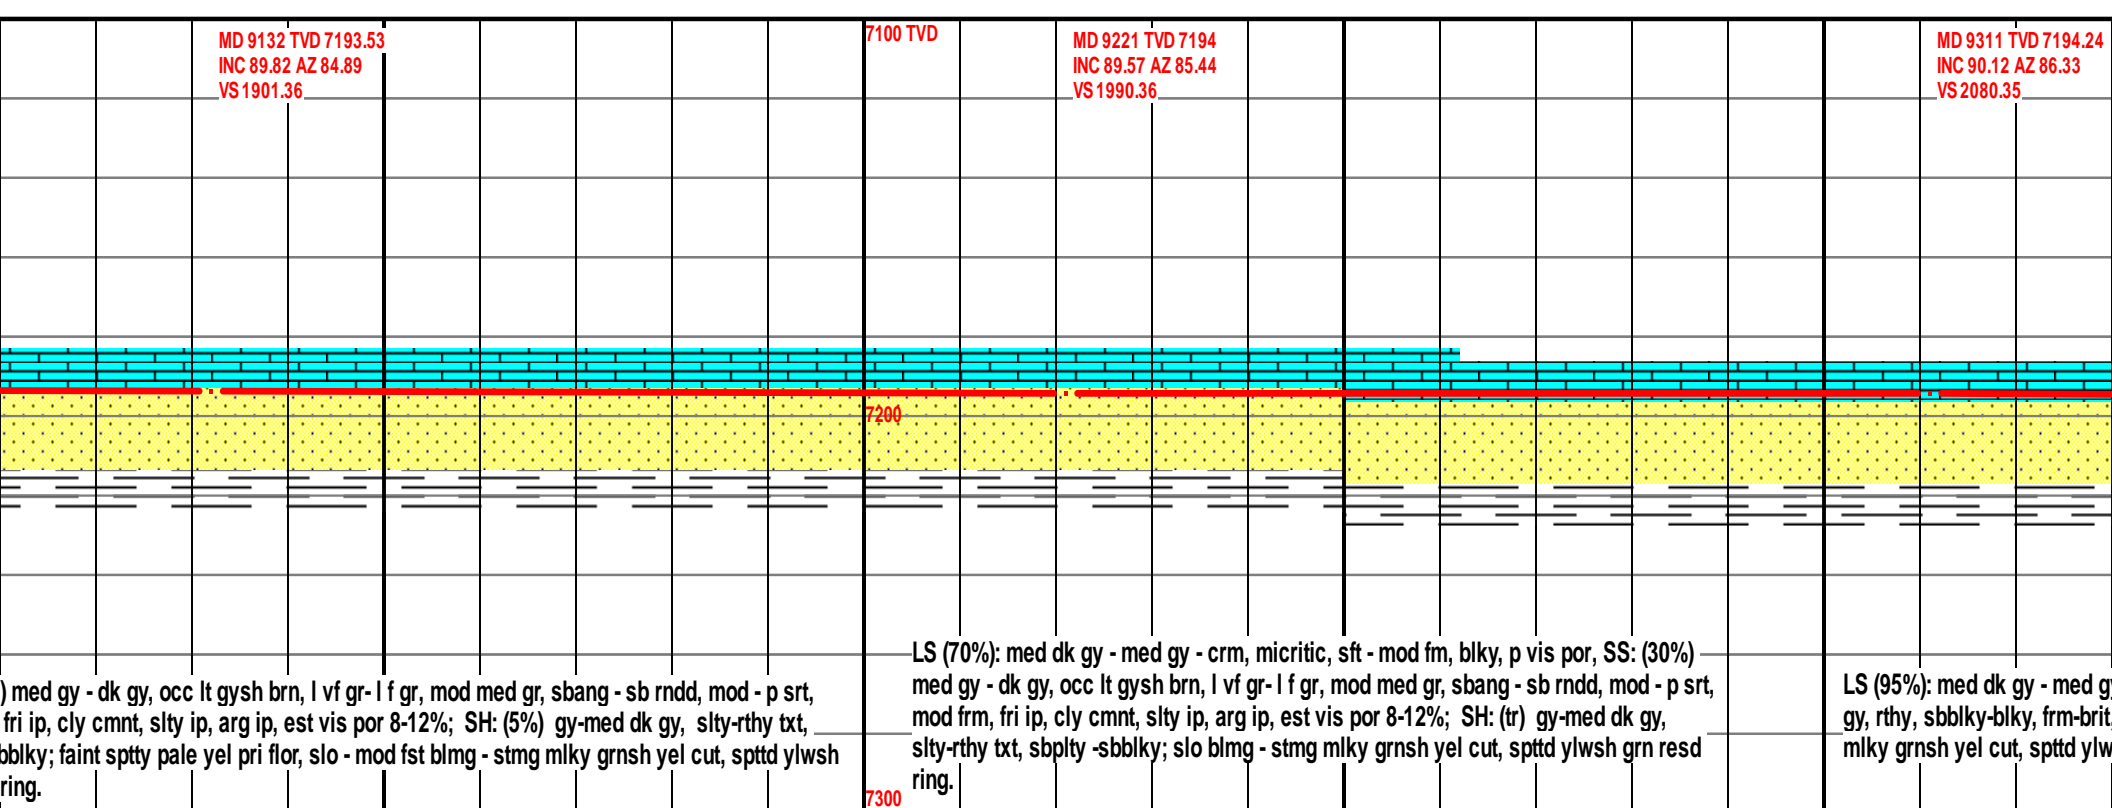 MD 9132 TVD 7193.53
INC 89.82 AZ 84.89
VS 1901.36
7100 TVD
MD 9221 TVD 7194
INC 89.57 AZ 85.44
VS 1990.36
MD 9311 TVD 7194.24
INC 90.12 AZ 86.33
VS 2080.35
7200
) med gy - dk gy, occ lt gysh brn, l vf gr- l f gr, mod med gr, sbang - sb rndd, mod - p srt,
fri ip, cly cmnt, slty ip, arg ip, est vis por 8-12%; SH: (5%) gy-med dk gy, slty-rthy txt,
bblky; faint sptty pale yel pri flor, slo - mod fst blmg - stmg mlky grnsh yel cut, spttd ylwsh
ring.
LS (70%): med dk gy - med gy - crm, micritic, sft - mod fm, blky, p vis por, SS: (30%)
med gy - dk gy, occ lt gysh brn, l vf gr- l f gr, mod med gr, sbang - sb rndd, mod - p srt,
mod frm, fri ip, cly cmnt, slty ip, arg ip, est vis por 8-12%; SH: (tr) gy-med dk gy,
slty-rthy txt, sbplty -sbblky; slo blmg - stmg mlky grnsh yel cut, spttd ylwsh grn resd
ring.
LS (95%): med dk gy - med gy
gy, rthy, sbblky-blky, frm-brit,
mlky grnsh yel cut, spttd ylw
7300